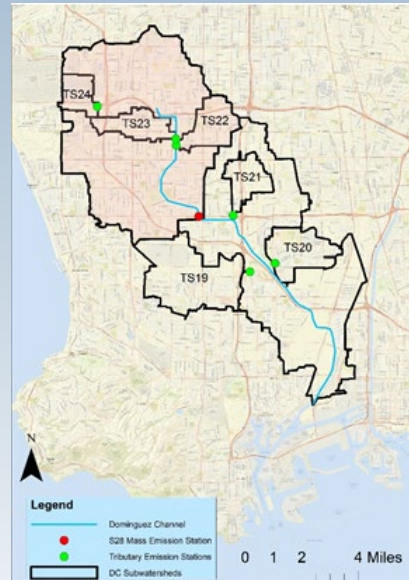 TS24
TS23
TS22
TS21
TS20
TS19
N
Legend
Dominguez Channel
S28 Mass Emission Station
Tributary Emission Stations
DC Subwatersheds
0 1 2 4 Miles